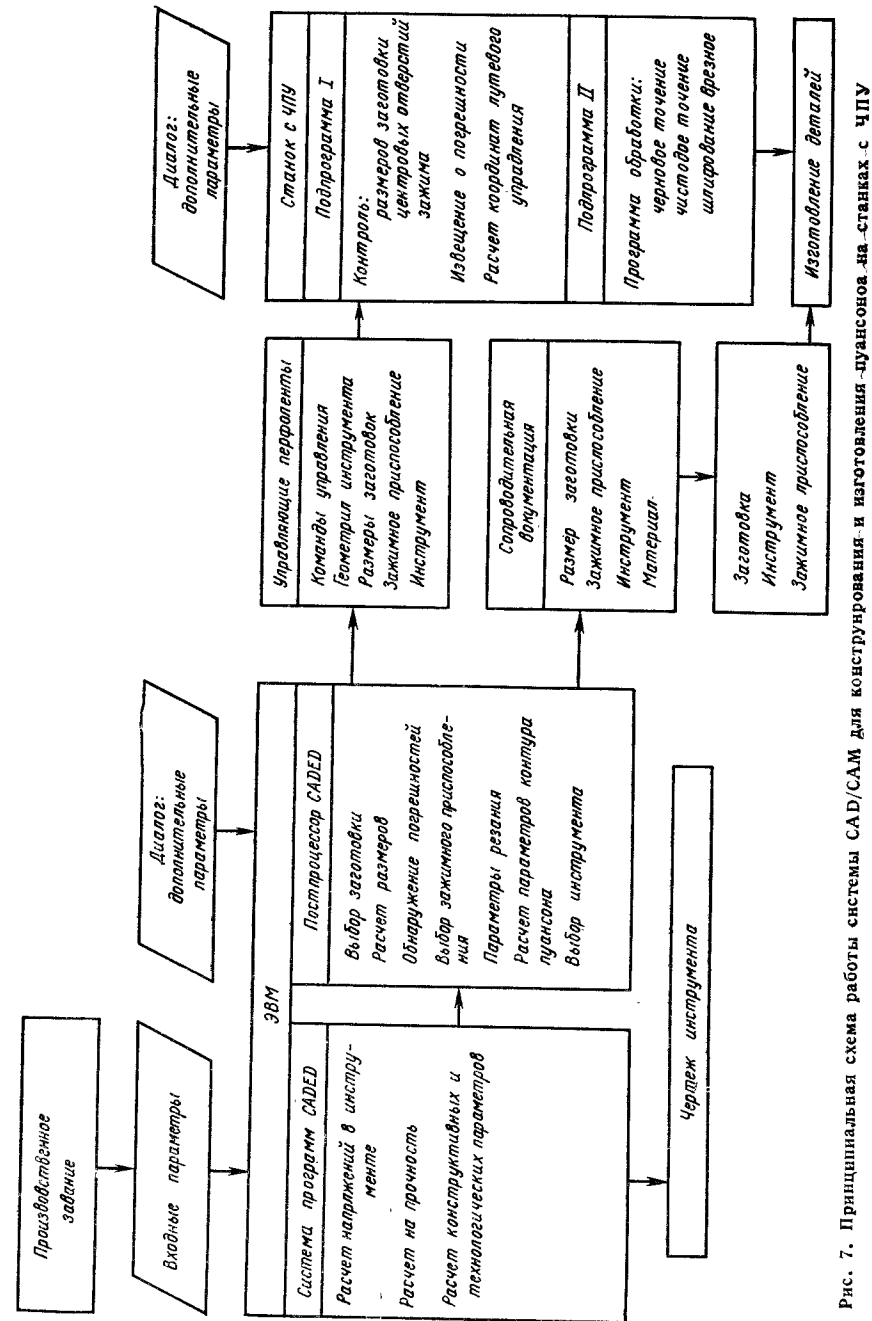 Производственное
задание
Входные параметры
Диалог:
дополнительные
параметры
ЭВМ
Система программ CADED
Расчет напряжений в инстру-
менте
Расчет на прочность
Расчет конструктивных и
технологических параметров
Постпроцессор CADED
Выбор заготовки
Расчет размеров
Обнаружение погрешностей
Выбор зажимного приспособле-
ния
Параметры резания
Расчет параметров контура
пуансона
Выбор инструмента
Чертеж инструмента
Управляющие перфоленты
Команды управления
Геометрия инструмента
Размеры заготовок
Зажимное приспособление
Инструмент
Сопроводительная
документация
Размер заготовки
Зажимное приспособление
Инструмент
Материал
Заготовка
Инструмент
Зажимное приспособление
Диалог:
дополнительные
параметры
Станок с ЧПУ
Подпрограмма I
Контроль:
размеров заготовки
центровых отверстий
зажима
Извещение о погрешности
Расчет координат путевого
управления
Подпрограмма II
Программа обработки:
черновое точение
чистовое точение
шлифование врезное
Изготовление деталей
Рис. 7. Принципиальная схема работы системы CAD/CAM для конструирования и изготовления пуансонов на станках с ЧПУ